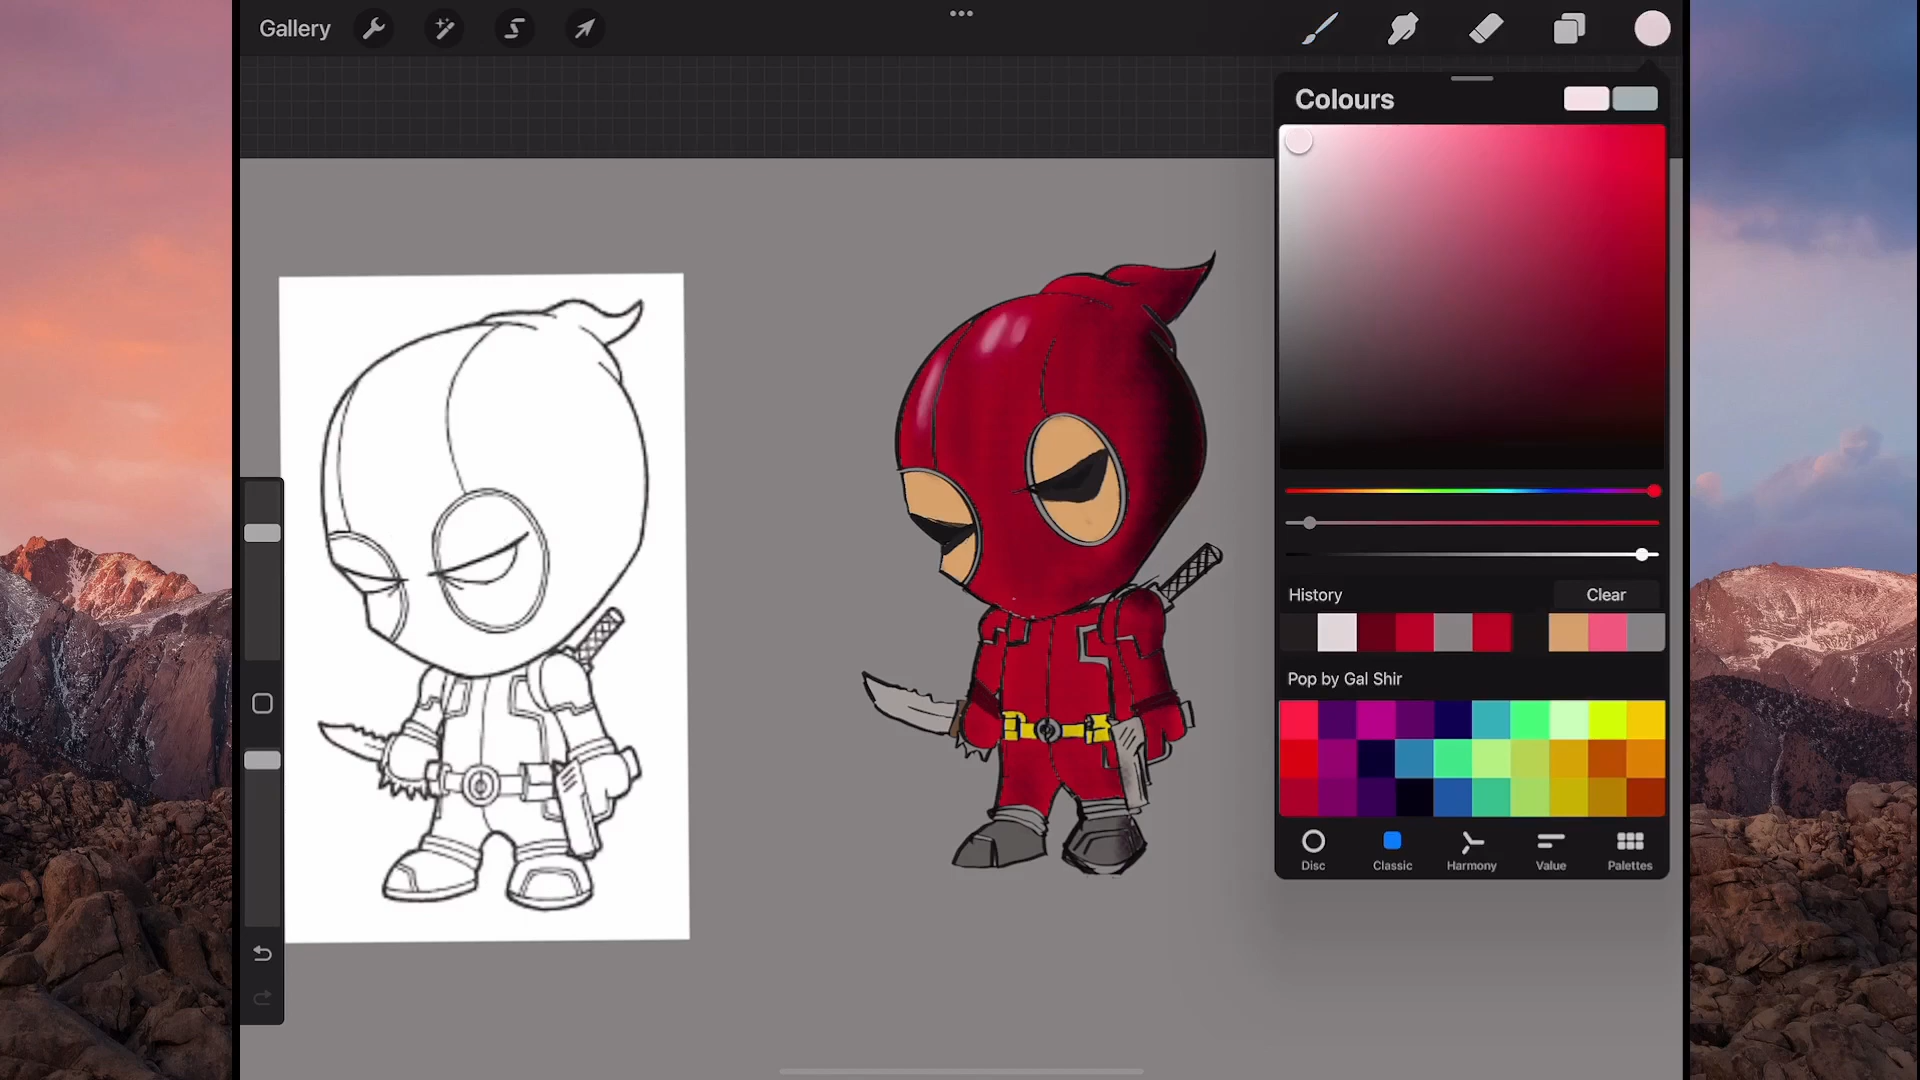 Gallery
Colours
History
Clear
Pop by Gal Shir
Disc
Classic
Harmony
Value
Palettes